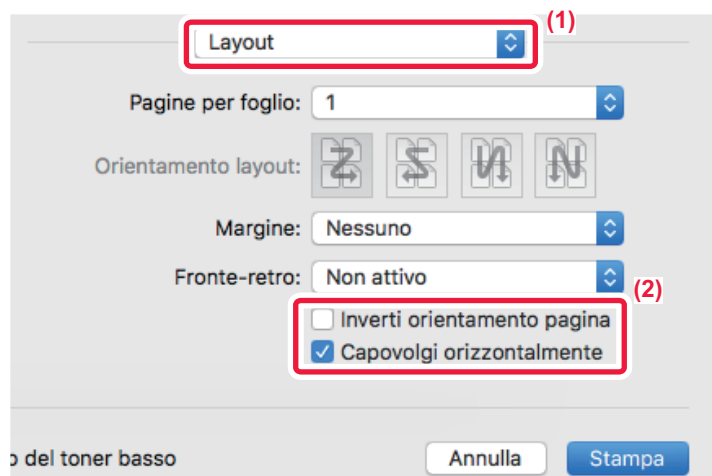 (1)
Layout
Pagine per foglio: 1
Orientamento layout:
Margine: Nessuno
Fronte-retro: Non attivo
(2)
Inverti orientamento pagina
Capovolgi orizzontalmente
o del toner basso Annulla Stampa